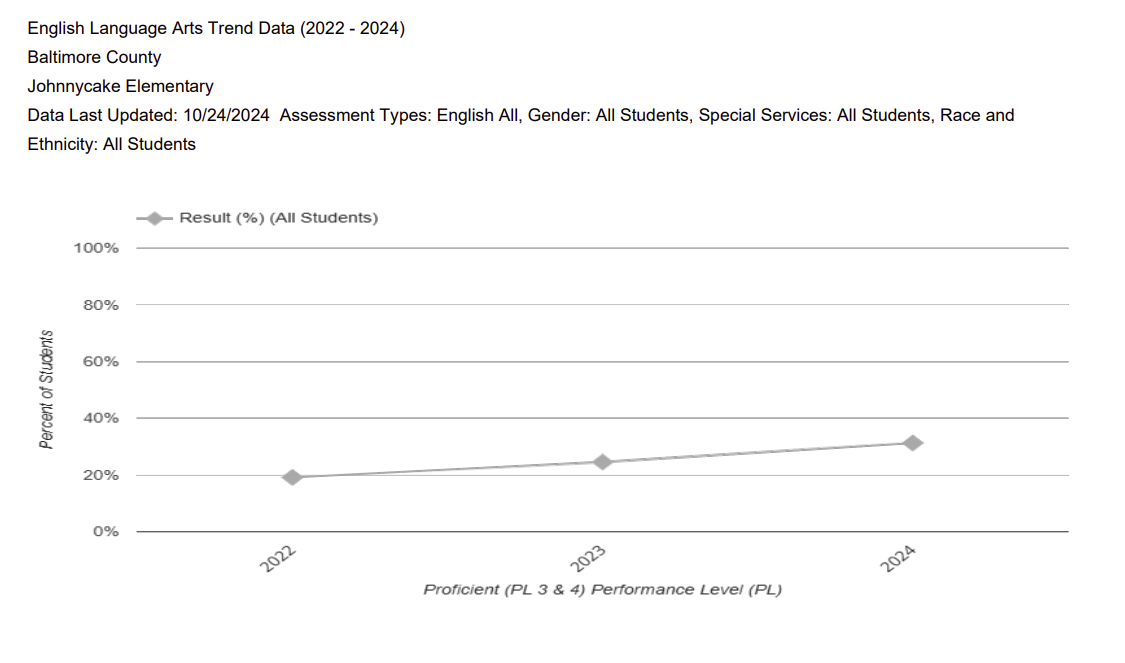 English Language Arts Trend Data (2022 - 2024)
Baltimore County
Johnnycake Elementary
Data Last Updated: 10/24/2024  Assessment Types: English All, Gender: All Students, Special Services: All Students, Race and
Ethnicity: All Students
Result (%) (All Students)
100%
80%
60%
40%
20%
0%
Percent of Students
2022
2023
2024
Proficient (PL 3 & 4) Performance Level (PL)